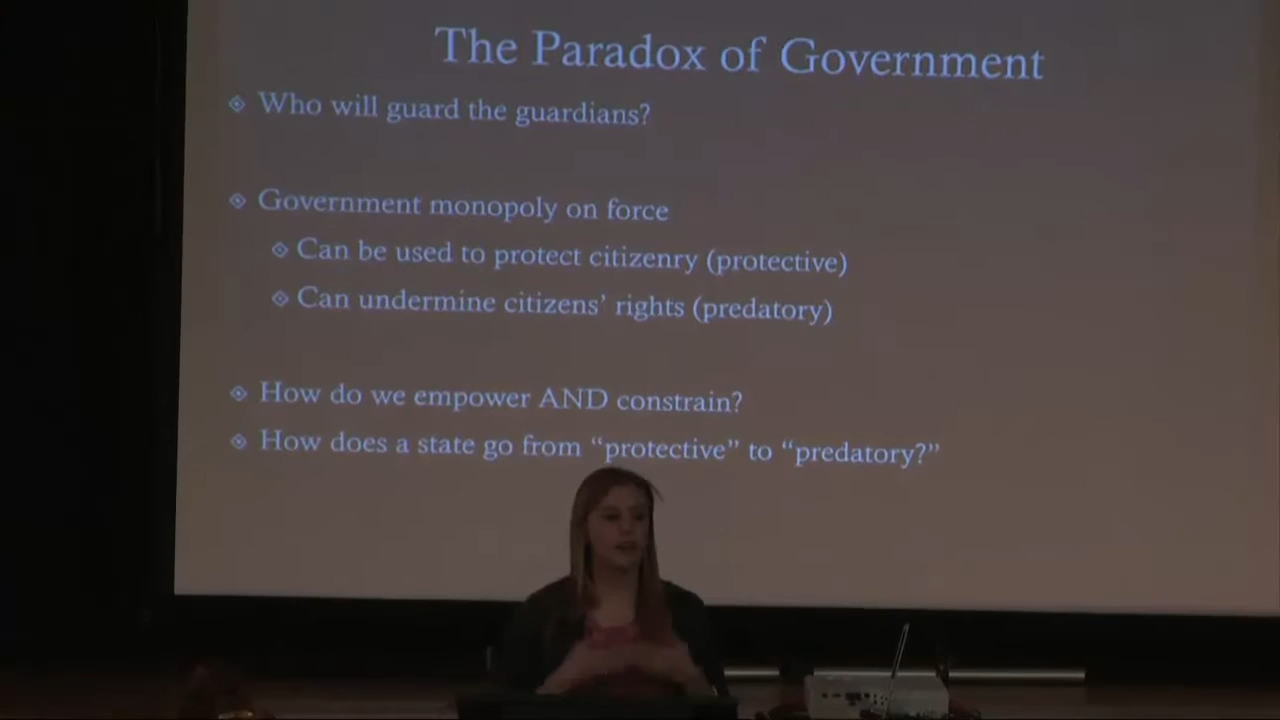 The Paradox of Government
Who will guard the guardians?
Government monopoly on force
Can be used to protect citizenry (protective)
Can undermine citizens’ rights (predatory)
How do we empower AND constrain?
How does a state go from “protective” to “predatory?”